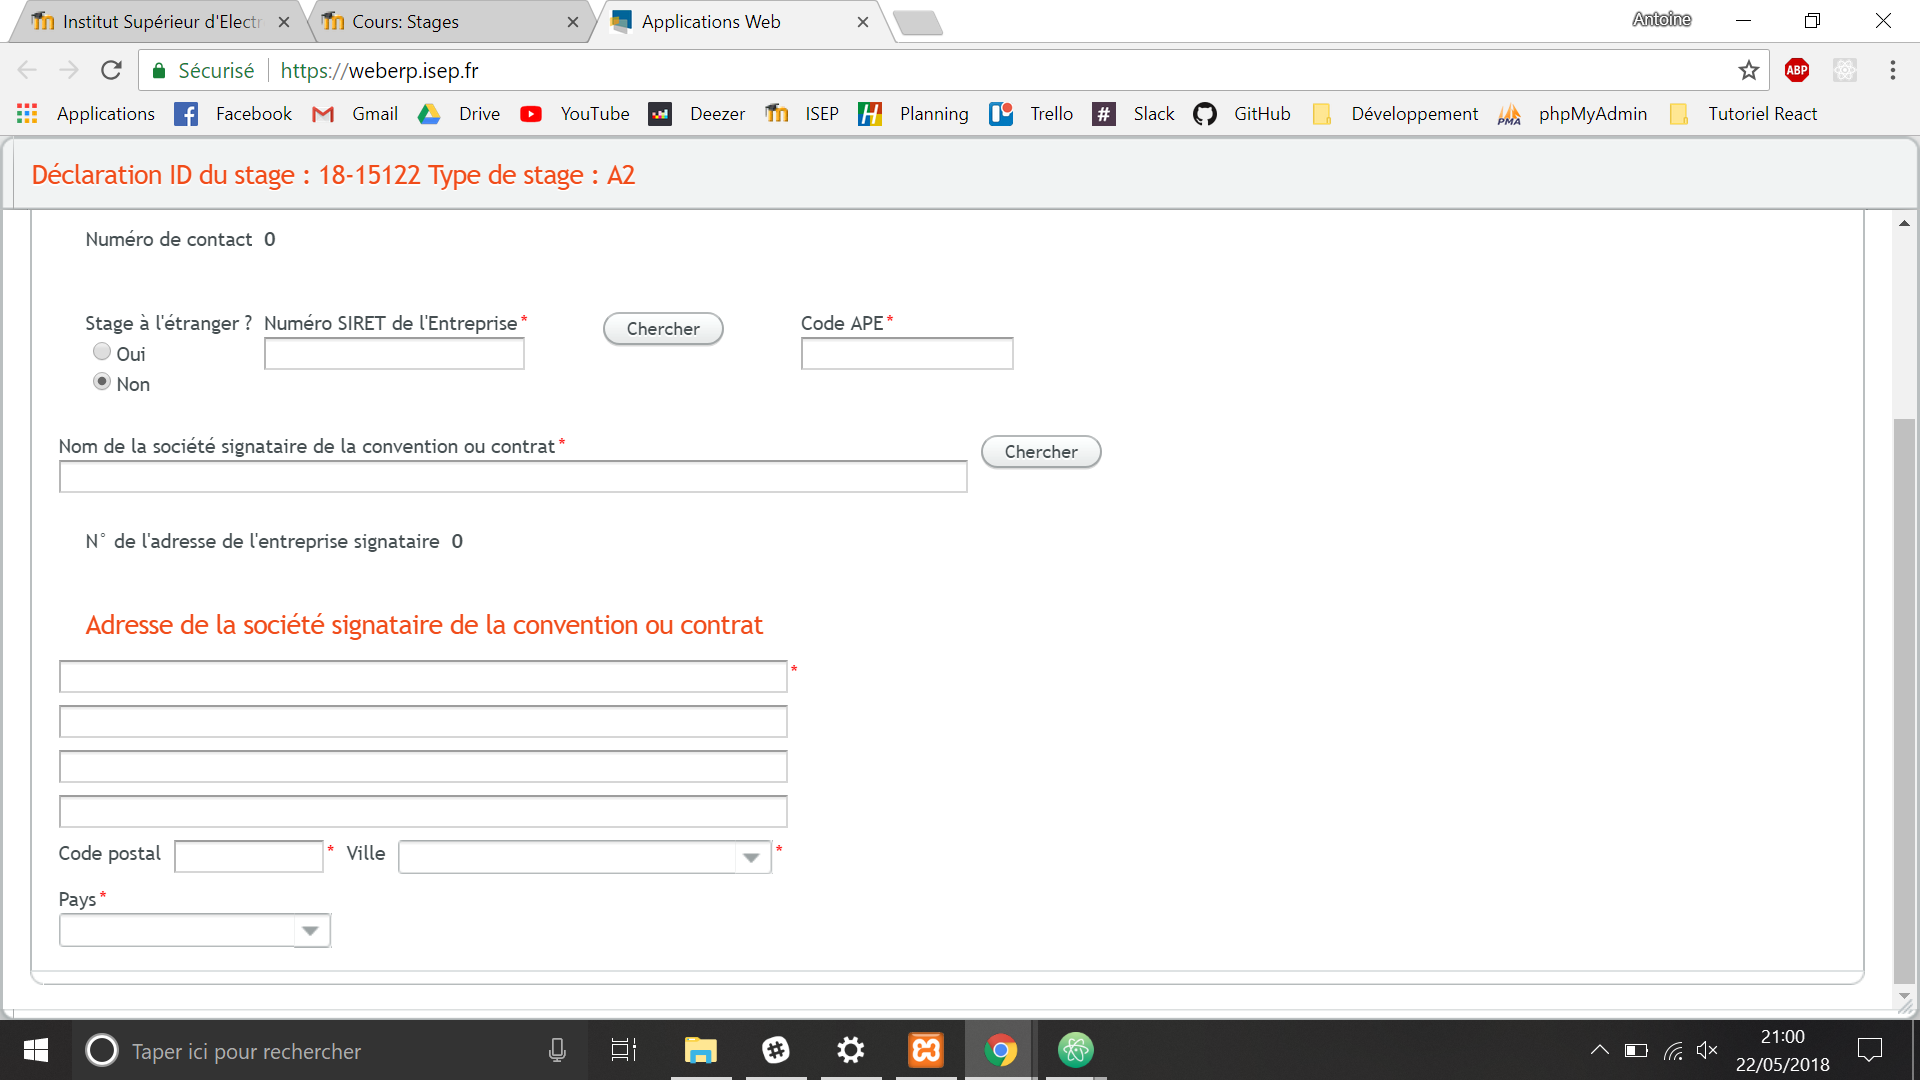 Institut Supérieur d'Electr
Cours: Stages
Applications Web
Antoine
Sécurisé
https://weberp.isep.fr
ABP
Applications
Facebook
Gmail
Drive
YouTube
Deezer
ISEP
Planning
Trello
Slack
GitHub
Développement
PMA
phpMyAdmin
Tutoriel React
Déclaration ID du stage : 18-15122 Type de stage : A2
Numéro de contact 0
Stage à l'étranger ?
Numéro SIRET de l'Entreprise*
Chercher
Code APE*
Oui
Non
Nom de la société signataire de la convention ou contrat*
Chercher
N° de l'adresse de l'entreprise signataire 0
Adresse de la société signataire de la convention ou contrat
*
Code postal * Ville *
Pays*
Taper ici pour rechercher
21:00
22/05/2018